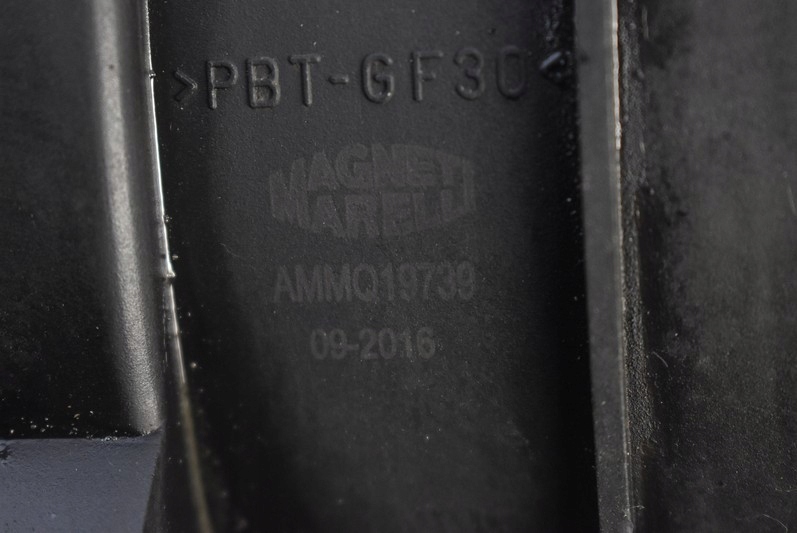 >PBT-GF30<
MAGNETI
MARELLI
AMMQ19739
09-2016